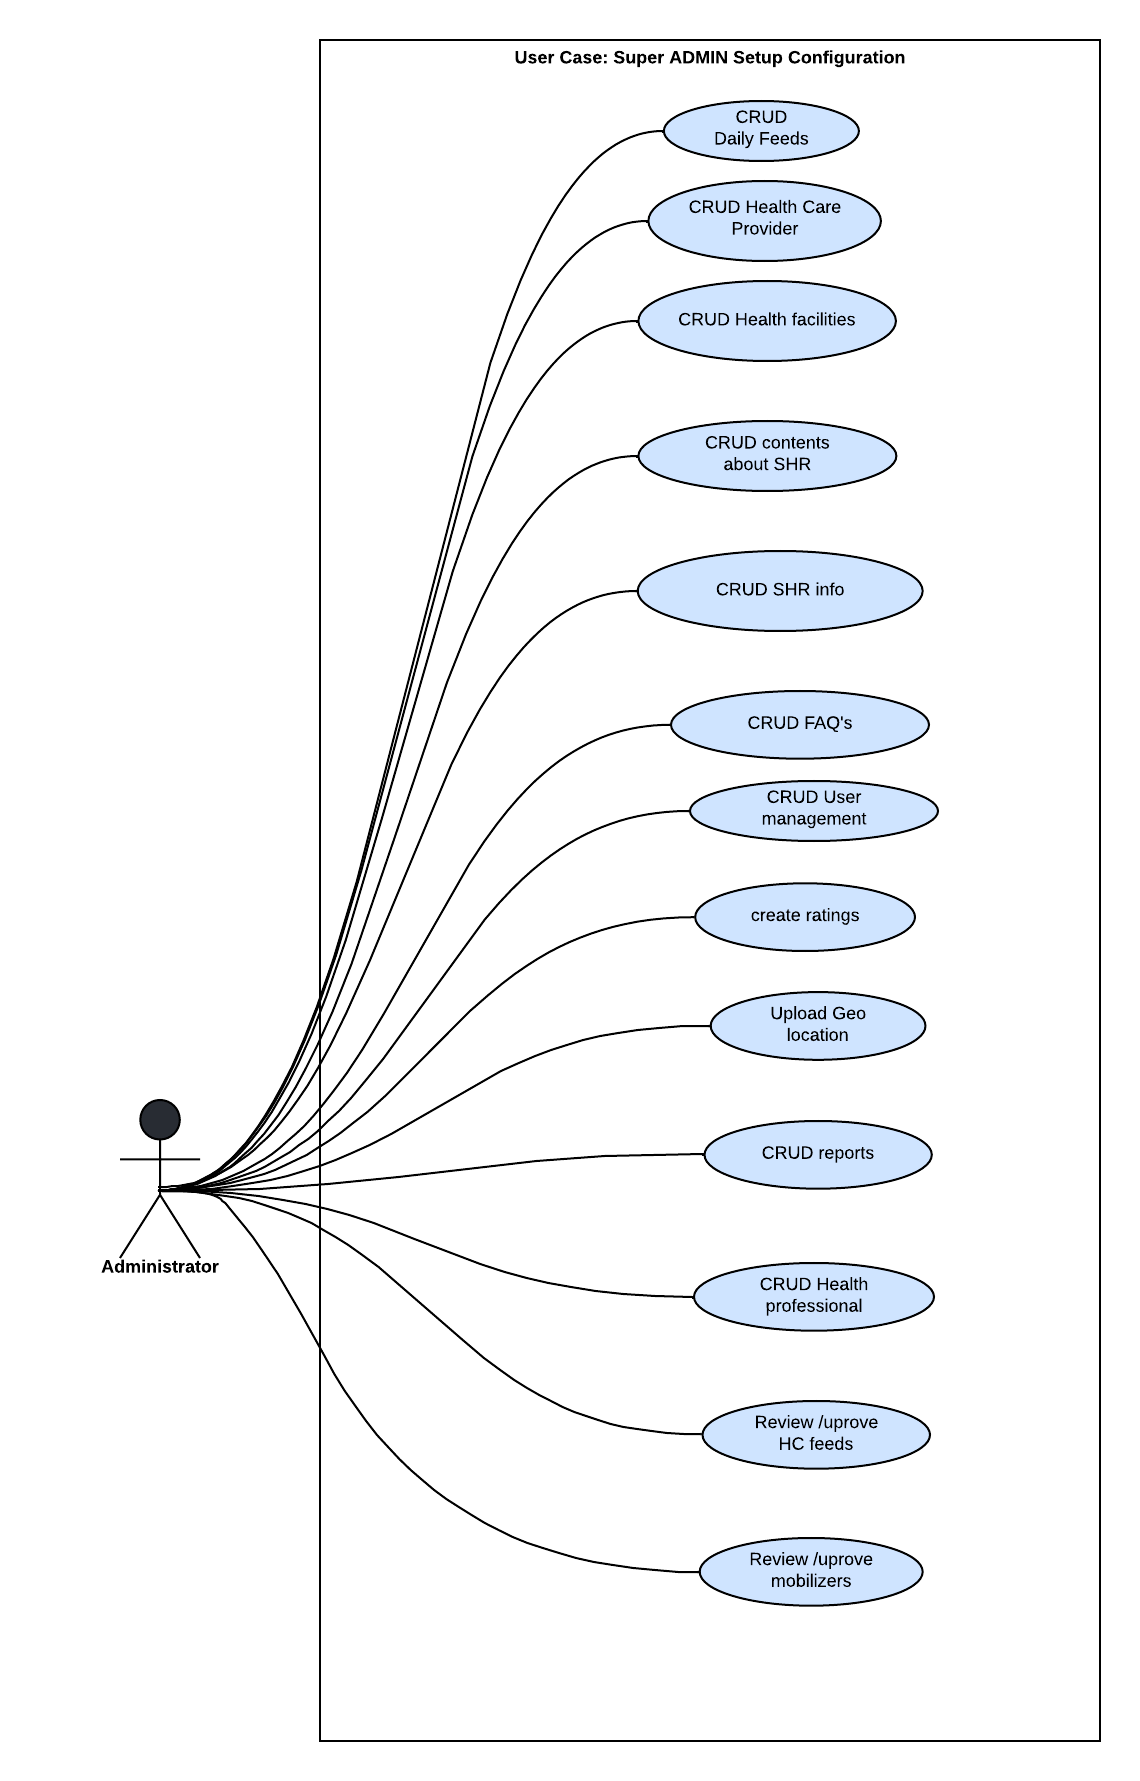 User Case: Super ADMIN Setup Configuration
CRUD
Daily Feeds
CRUD Health Care
Provider
CRUD Health facilities
CRUD contents
about SHR
CRUD SHR info
CRUD FAQ's
CRUD User
management
create ratings
Upload Geo
location
CRUD reports
Administrator
CRUD Health
professional
Review /uprove
HC feeds
Review /uprove
mobilizers